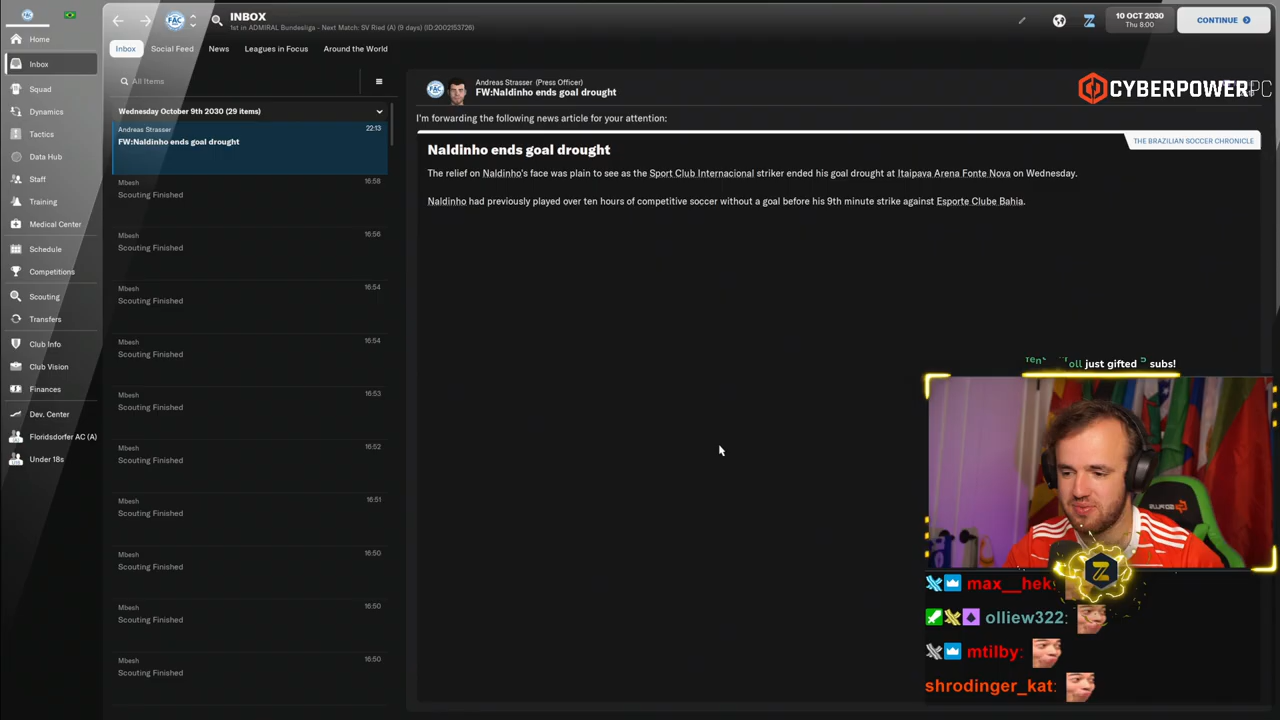 INBOX
1st in ADMIRAL Bundesliga - Next Match: SV Ried (A) (9 days) (ID:2002153726)
10 OCT 2030
Thu 8:00
CONTINUE
Home
Inbox
Squad
Dynamics
Tactics
Data Hub
Staff
Training
Medical Center
Schedule
Competitions
Scouting
Transfers
Club Info
Club Vision
Finances
Dev. Center
Floridsdorfer AC (A)
Under 18s
Inbox
Social Feed
News
Leagues in Focus
Around the World
All Items
Wednesday October 9th 2030 (29 items)
Andreas Strasser 22:13
FW:Naldinho ends goal drought
Mbesh 16:58
Scouting Finished
Mbesh 16:56
Scouting Finished
Mbesh 16:54
Scouting Finished
Mbesh 16:54
Scouting Finished
Mbesh 16:53
Scouting Finished
Mbesh 16:52
Scouting Finished
Mbesh 16:51
Scouting Finished
Mbesh 16:50
Scouting Finished
Mbesh 16:50
Scouting Finished
Mbesh 16:50
Scouting Finished
Andreas Strasser (Press Officer)
FW:Naldinho ends goal drought
CYBERPOWERPC
I'm forwarding the following news article for your attention:
THE BRAZILIAN SOCCER CHRONICLE
Naldinho ends goal drought
The relief on Naldinho's face was plain to see as the Sport Club Internacional striker ended his goal drought at Itaipava Arena Fonte Nova on Wednesday.
Naldinho had previously played over ten hours of competitive soccer without a goal before his 9th minute strike against Esporte Clube Bahia.
just gifted 5 subs!
Z
max__hek:
olliew322:
mtilby:
shrodinger_kat: